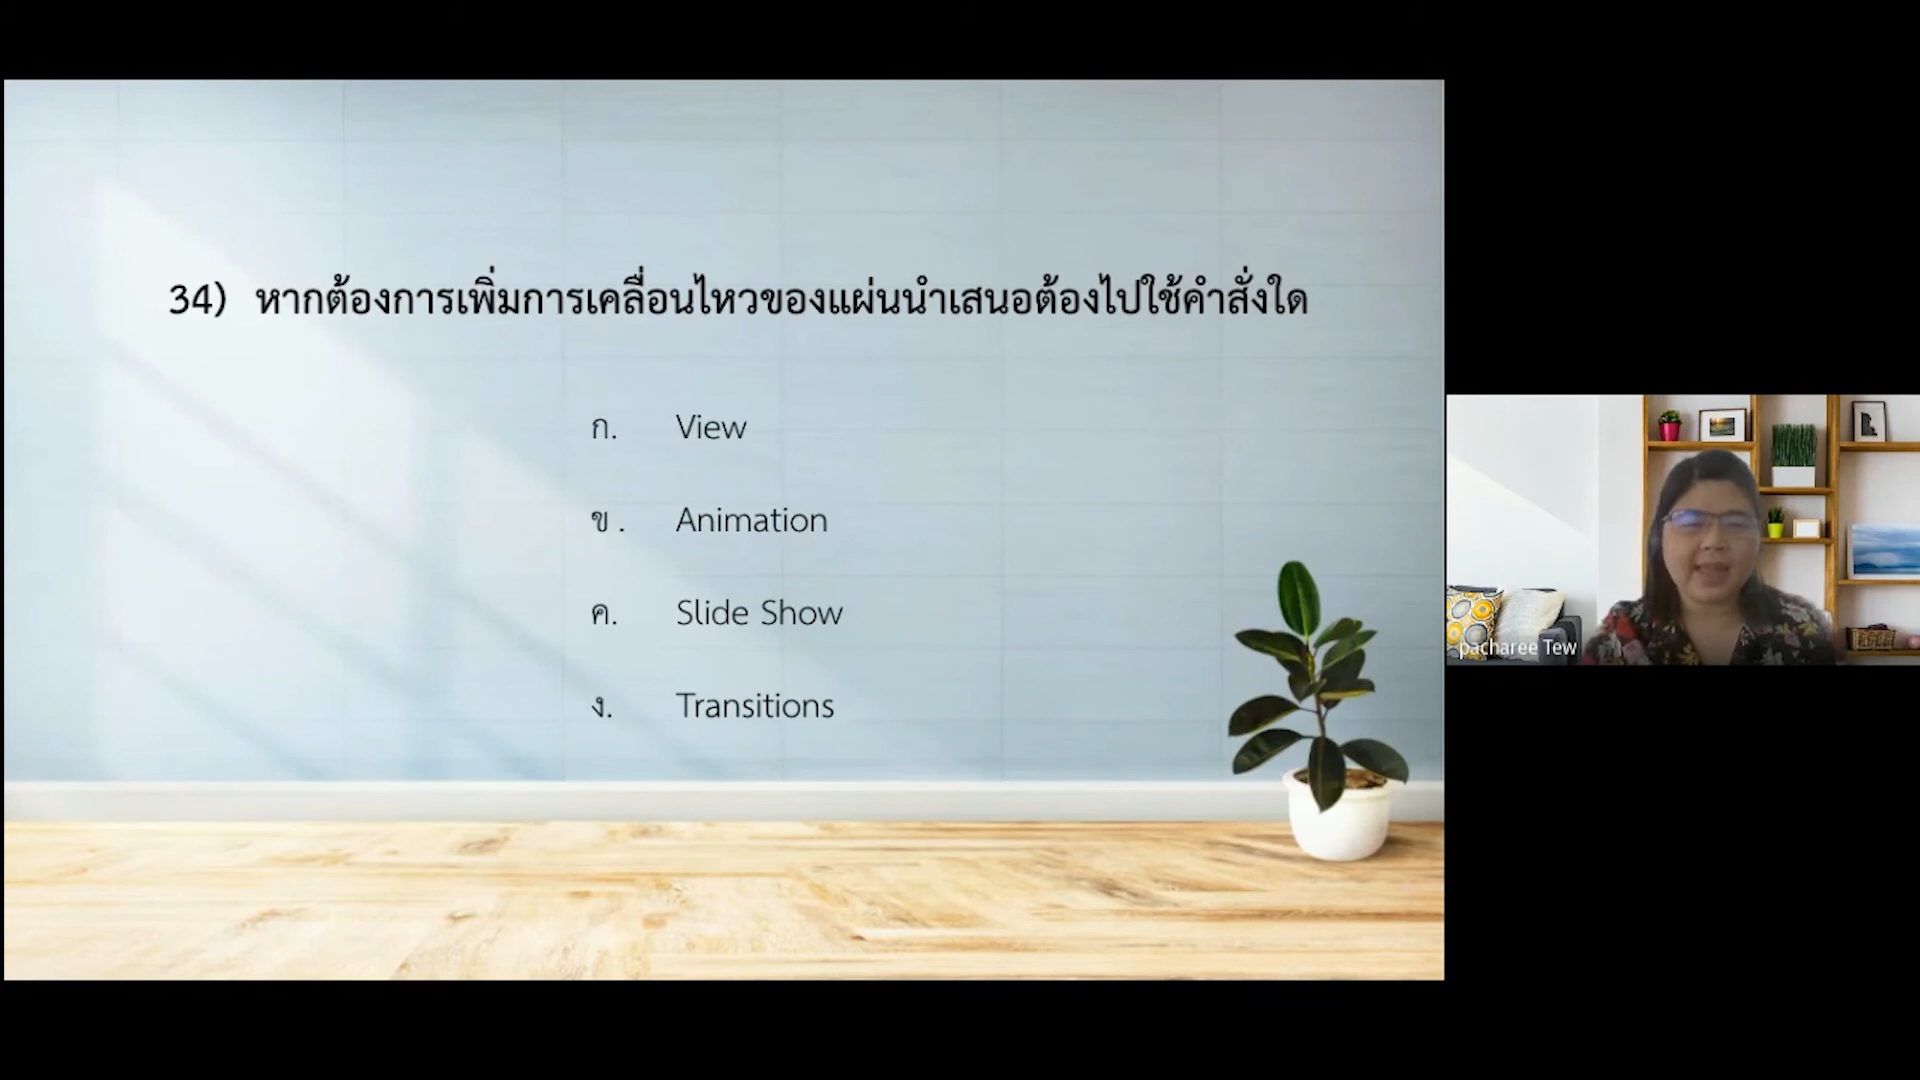 34) หากต้องการเพิ่มการเคลื่อนไหวของแผ่นนำเสนอต้องไปใช้คำสั่งใด
ก. View
ข . Animation
ค. Slide Show
ง. Transitions
pacharee Tew